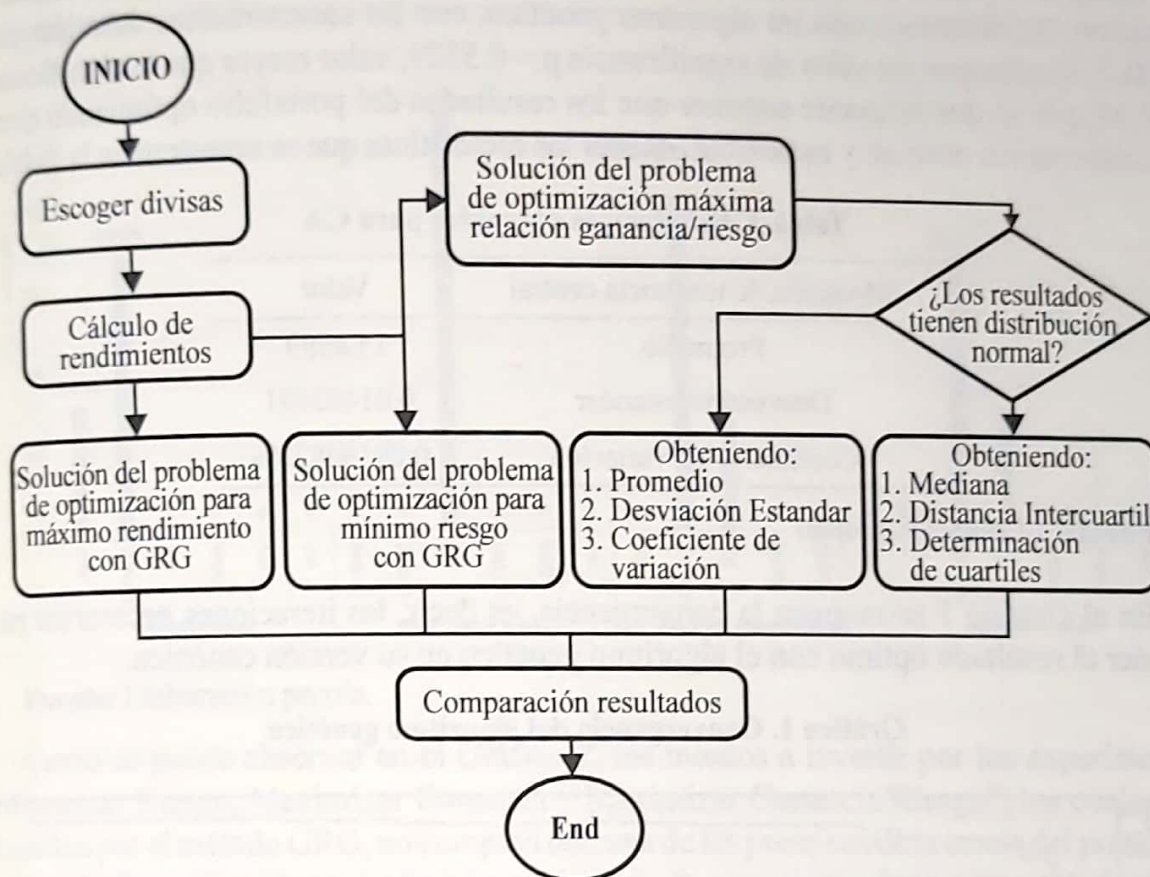 INICIO
Escoger divisas
Cálculo de
rendimientos
Solución del problema
de optimización para
máximo rendimiento
con GRG
Solución del problema
de optimización para
mínimo riesgo
con GRG
Solución del problema
de optimización máxima
relación ganancia/riesgo
¿Los resultados
tienen distribución
normal?
Obteniendo:
1. Promedio
2. Desviación Estandar
3. Coeficiente de
variación
Obteniendo:
1. Mediana
2. Distancia Intercuartil
3. Determinación
de cuartiles
Comparación resultados
End